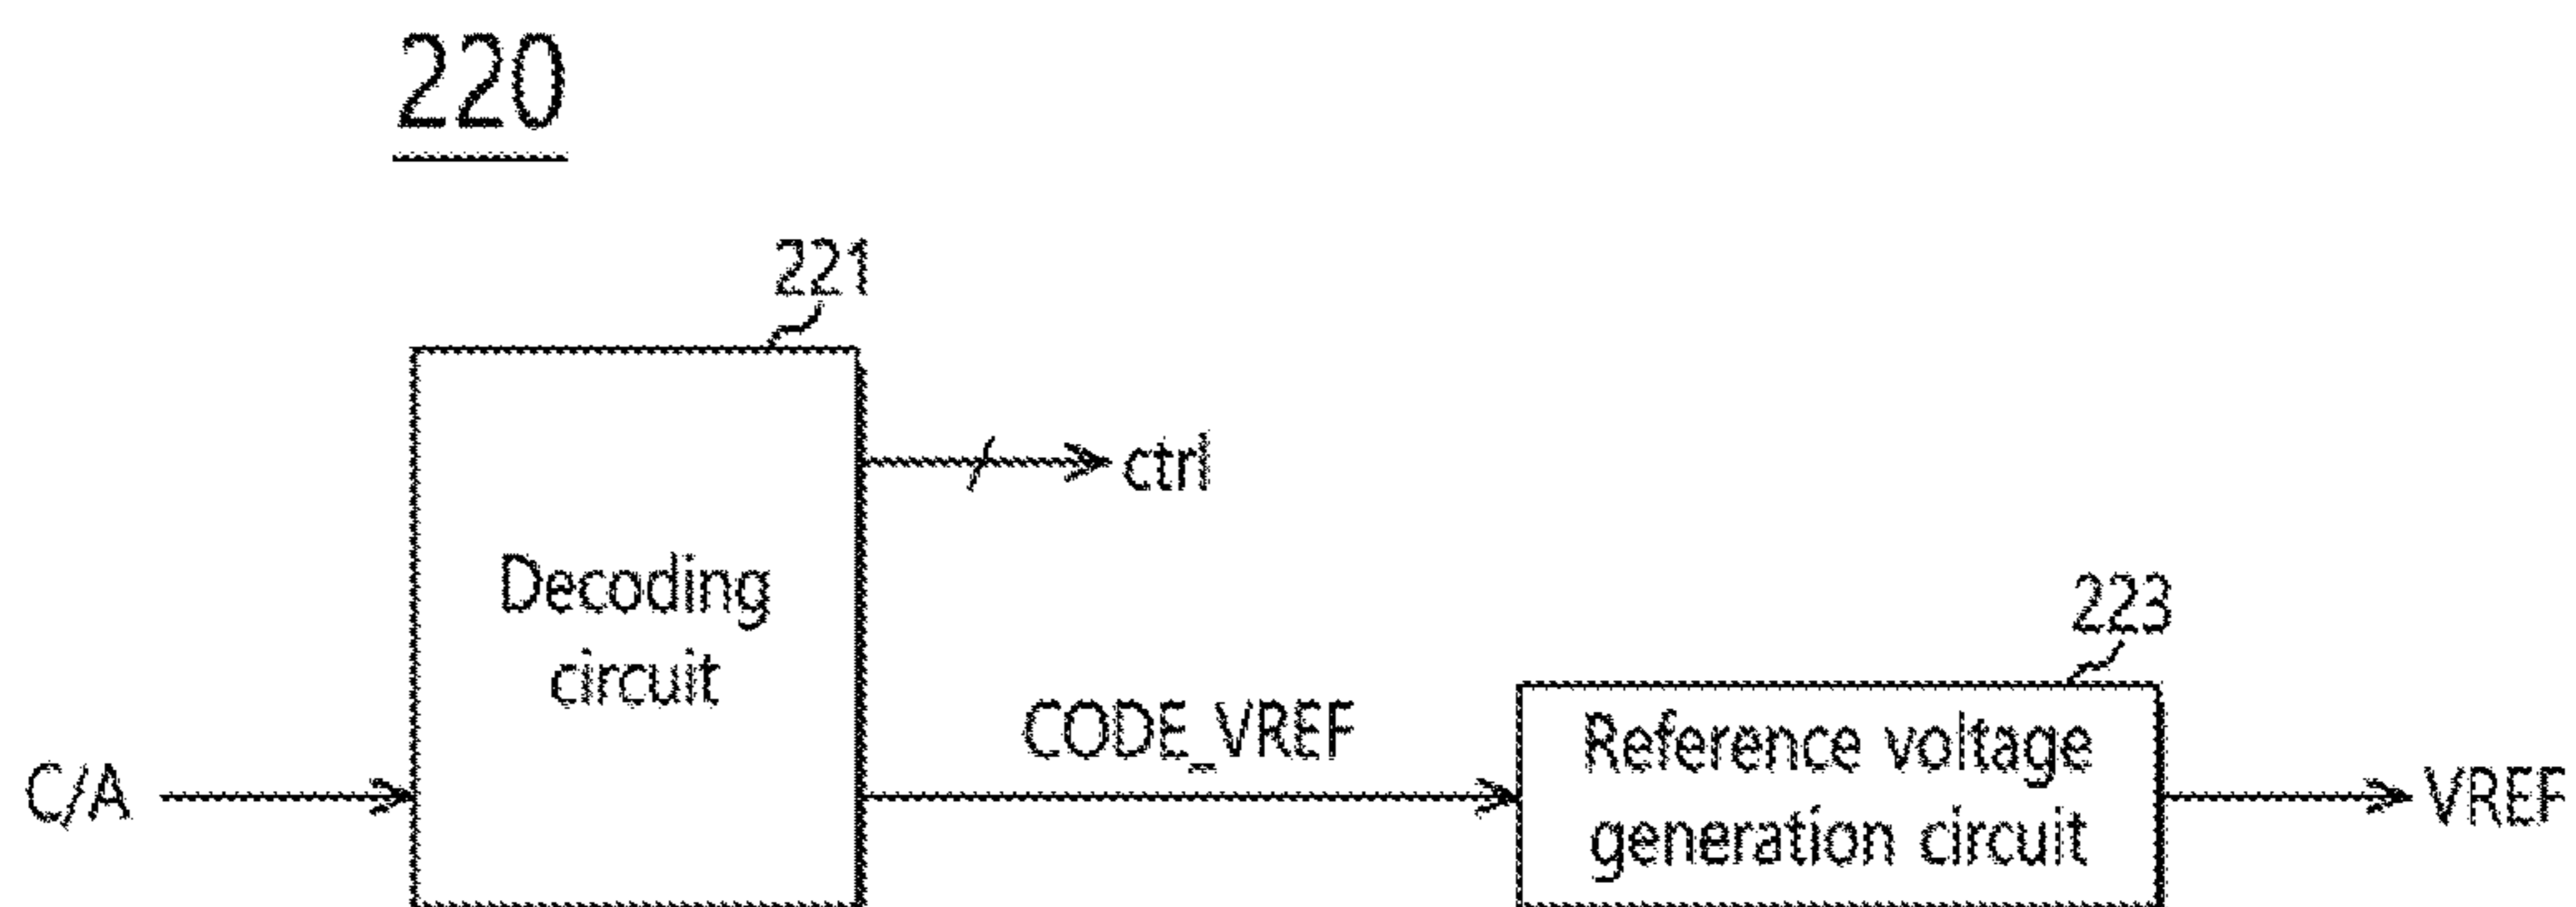 220
221
ctrl
Decoding
circuit
223
CODE_VREF
Reference voltage
generation circuit
C/A
VREF